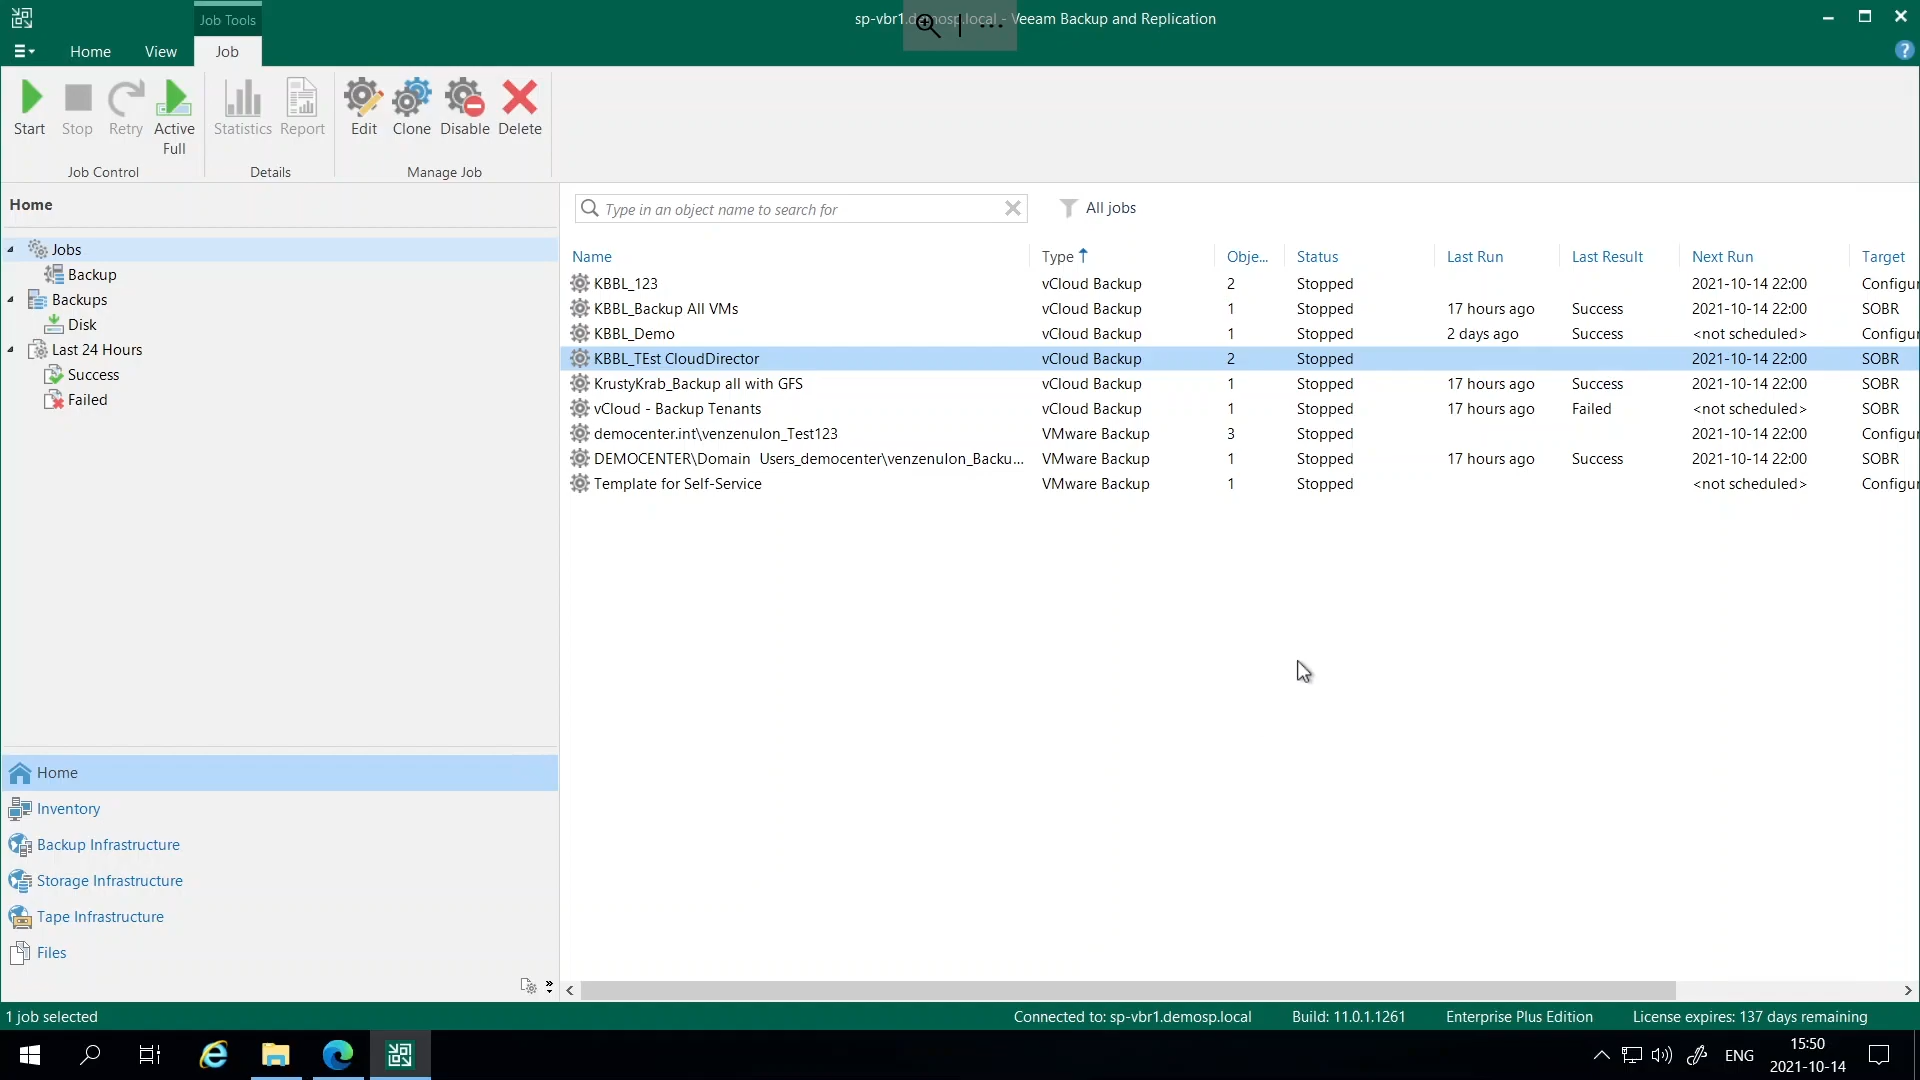 Job Tools
sp-vbr1.demosp.local - Veeam Backup and Replication
Home View Job
Start Stop Retry Active Full
Statistics Report
Edit Clone Disable Delete
Job Control Details Manage Job
Home
Type in an object name to search for
All jobs
Jobs
Backup
Backups
Disk
Last 24 Hours
Success
Failed
Name Type Obje... Status Last Run Last Result Next Run Target
KBBL_123 vCloud Backup 2 Stopped 2021-10-14 22:00 Configur
KBBL_Backup All VMs vCloud Backup 1 Stopped 17 hours ago Success 2021-10-14 22:00 SOBR
KBBL_Demo vCloud Backup 1 Stopped 2 days ago Success <not scheduled> Configur
KBBL_TEst CloudDirector vCloud Backup 2 Stopped 2021-10-14 22:00 SOBR
KrustyKrab_Backup all with GFS vCloud Backup 1 Stopped 17 hours ago Success 2021-10-14 22:00 SOBR
vCloud - Backup Tenants vCloud Backup 1 Stopped 17 hours ago Failed <not scheduled> SOBR
democenter.int\venzenulon_Test123 VMware Backup 3 Stopped 2021-10-14 22:00 Configur
DEMOCENTER\Domain Users_democenter\venzenulon_Backu... VMware Backup 1 Stopped 17 hours ago Success 2021-10-14 22:00 SOBR
Template for Self-Service VMware Backup 1 Stopped <not scheduled> Configur
Home
Inventory
Backup Infrastructure
Storage Infrastructure
Tape Infrastructure
Files
1 job selected
Connected to: sp-vbr1.demosp.local Build: 11.0.1.1261 Enterprise Plus Edition License expires: 137 days remaining
ENG
15:50
2021-10-14